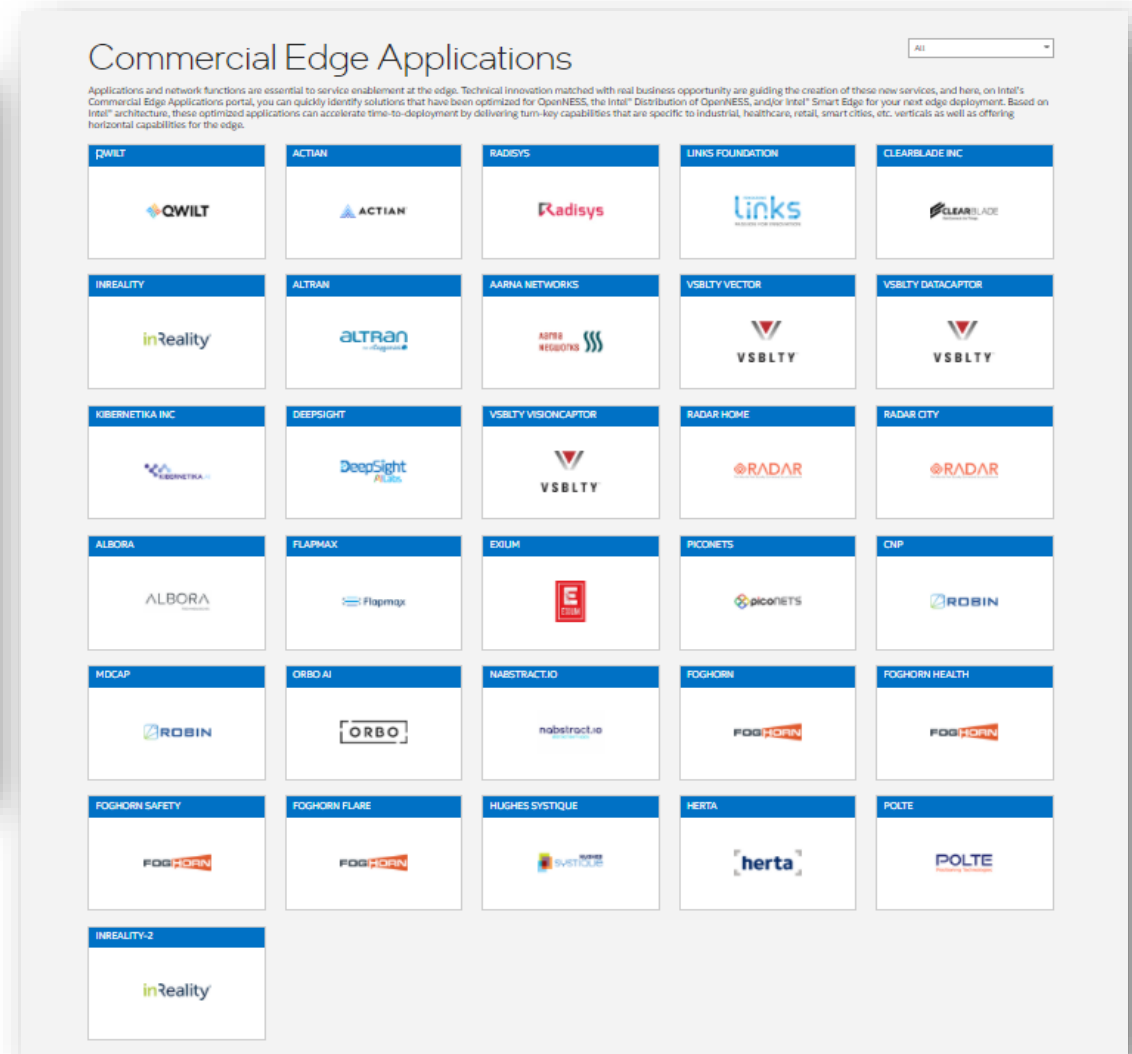 Commercial Edge Applications
All
Applications and network functions are essential to service enablement at the edge. Technical innovation matched with real business opportunity are guiding the creation of these new services, and here, on Intel's
Commercial Edge Applications portal, you can quickly identify solutions that have been optimized for OpenNESS, the Intel® Distribution of OpenNESS, and/or Intel® Smart Edge for your next edge deployment. Based on
Intel® architecture, these optimized applications can accelerate time-to-deployment by delivering turn-key capabilities that are specific to industrial, healthcare, retail, smart cities, etc. verticals as well as offering
horizontal capabilities for the edge.
QWILT ACTIAN RADISYS LINKS FOUNDATION CLEARBLADE INC
QWILT ACTIAN Radisys links CLEARBLADE
INREALITY ALTRAN AARNA NETWORKS VSBLTY VECTOR VSBLTY DATACAPTOR
inReality altran aarna networks VSBLTY VSBLTY
KIBERNETIKA INC DEEPSIGHT VSBLTY VISIONCAPTOR RADAR HOME RADAR CITY
KIBERNETIKA DeepSight AILabs VSBLTY RADAR RADAR
ALBORA FLAPMAX EXIUM PICONETS CNP
ALBORA Flapmax E EXIUM picoNETS ROBIN
MDCAP ORBO AI NABSTRACT.IO FOGHORN FOGHORN HEALTH
ROBIN ORBO nabstract.io FOGHORN FOGHORN
FOGHORN SAFETY FOGHORN FLARE HUGHES SYSTIQUE HERTA POLTE
FOGHORN FOGHORN HUGHES SYSTIQUE herta POLTE
INREALITY-2
inReality